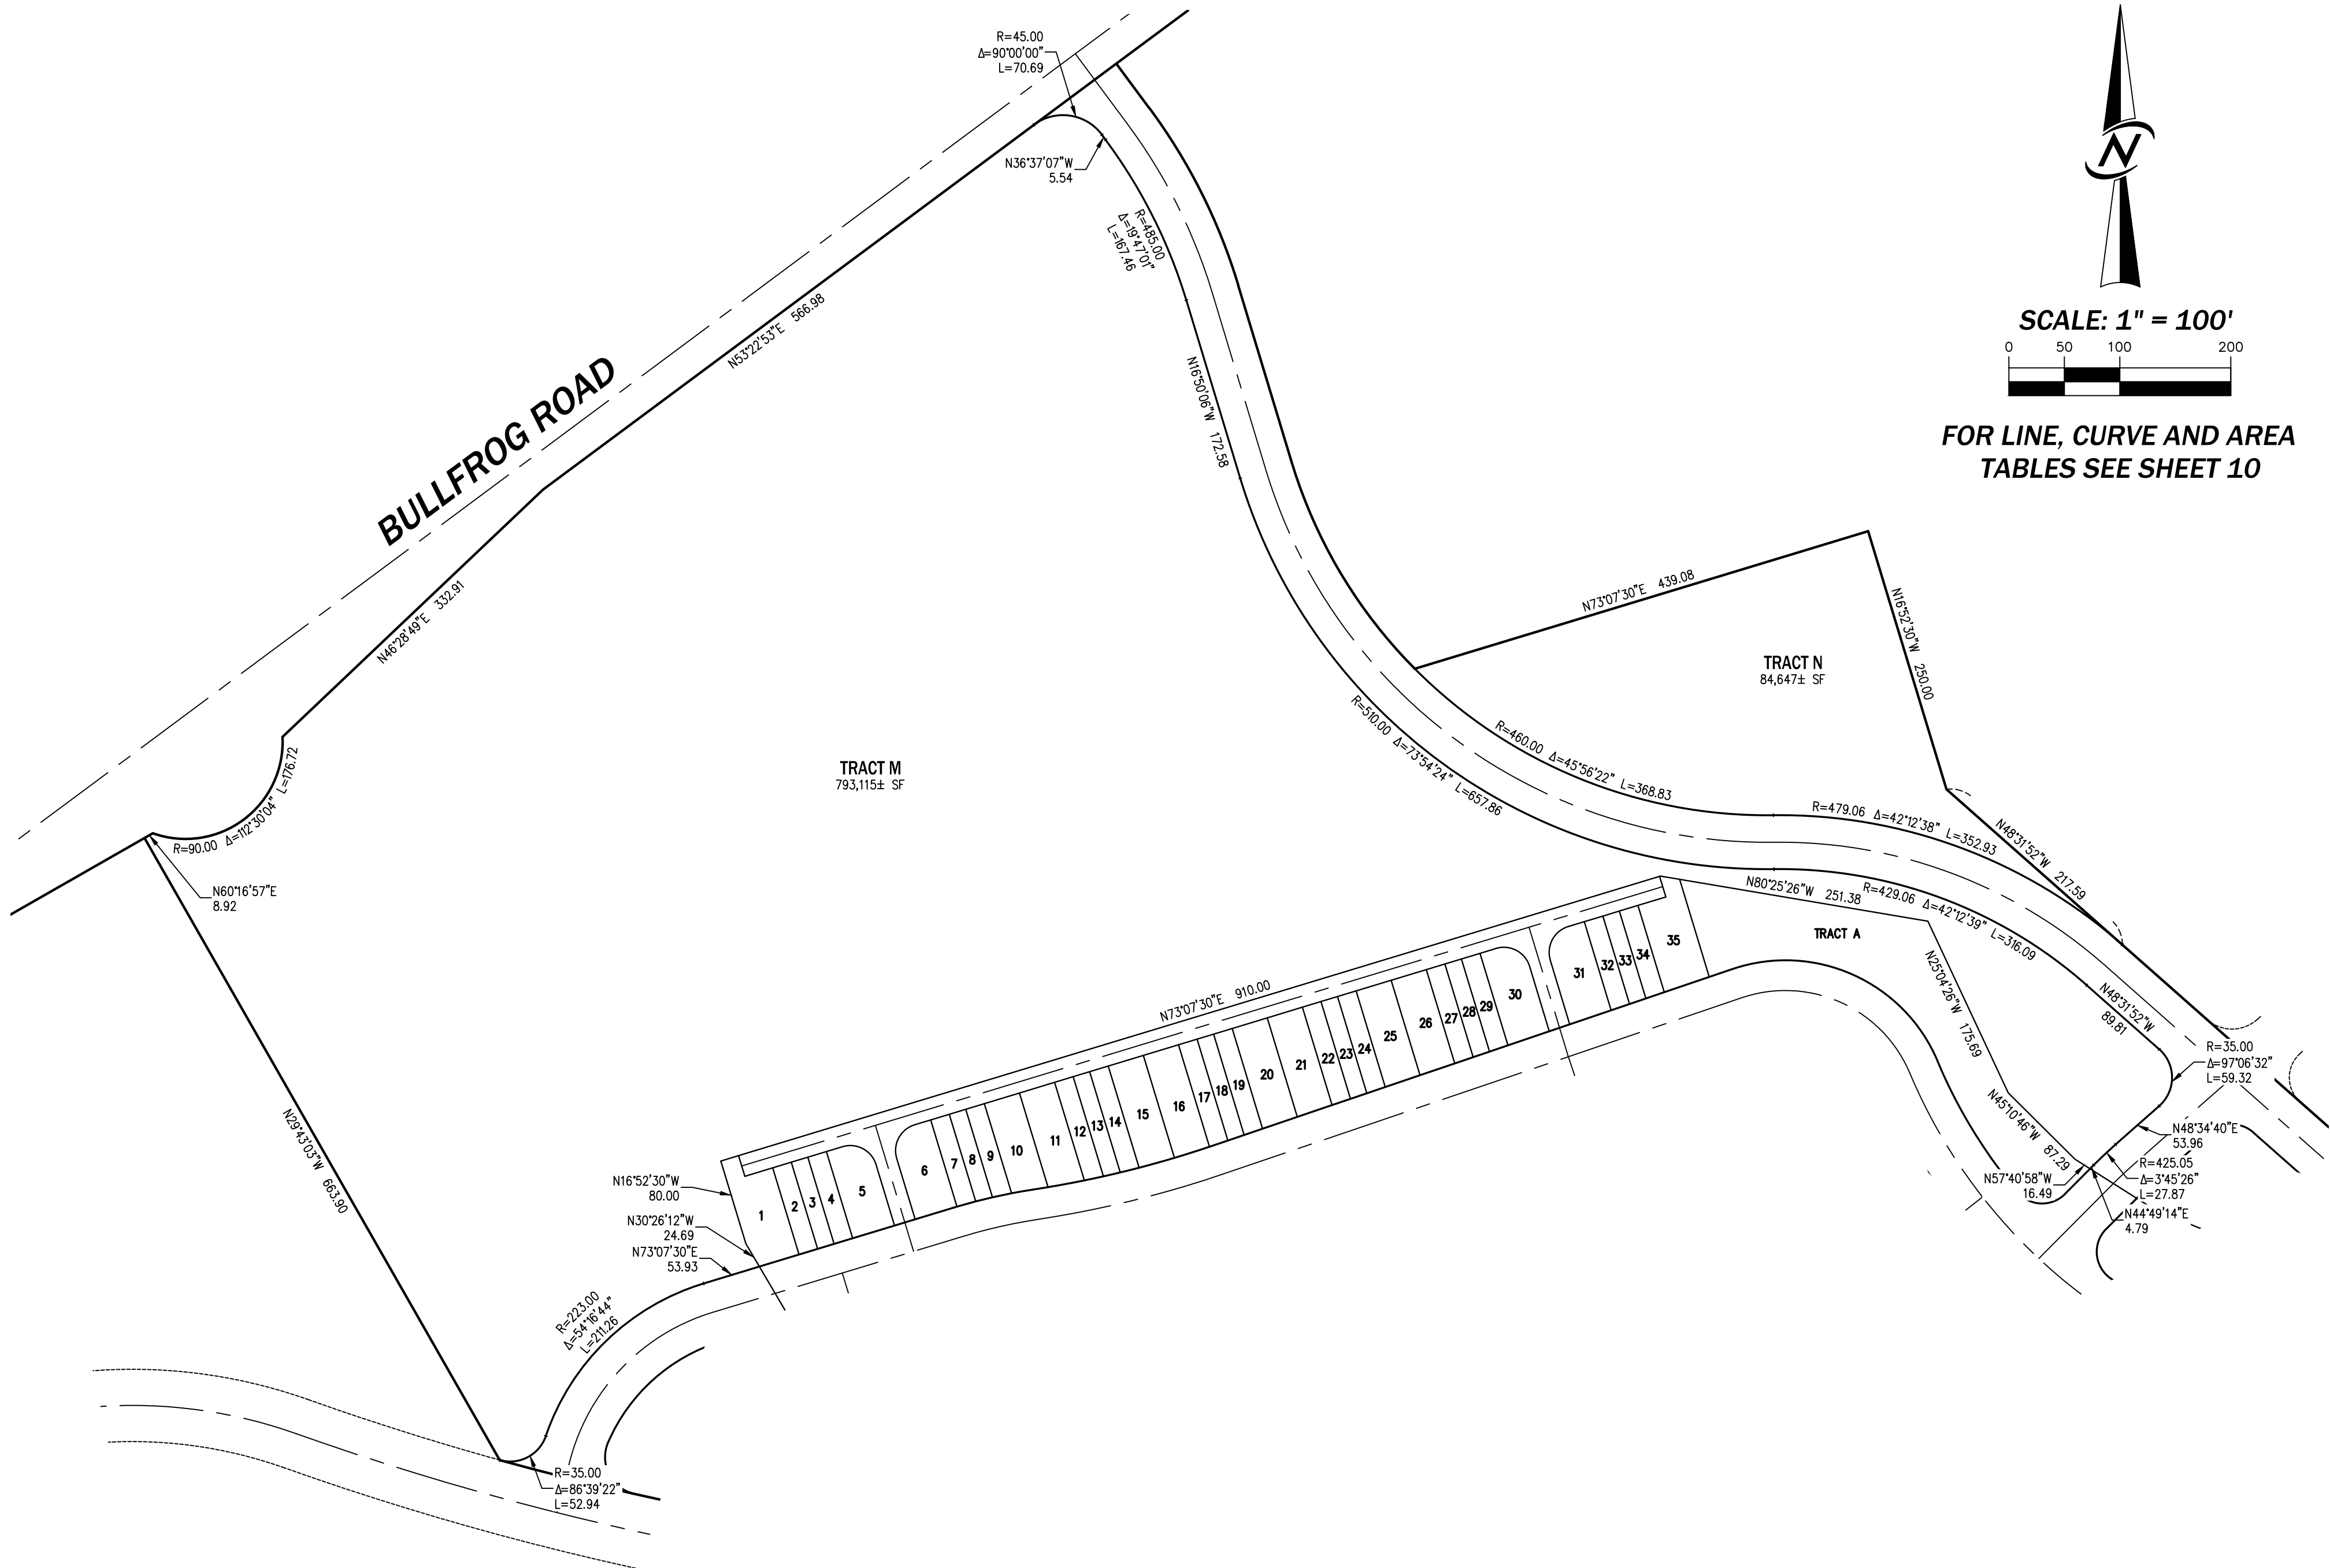 R=45.00
Δ=90°00'00"
L=70.69
N36°37'07"W
5.54
R=485.00
Δ=19°47'01"
L=167.46
N
SCALE: 1" = 100'
0 50 100 200
FOR LINE, CURVE AND AREA
TABLES SEE SHEET 10
BULLFROG ROAD
N53°22'53"E 566.98
N16°50'06"W 172.58
N46°28'49"E 332.91
N73°07'30"E 439.08
N16°52'30"W 250.00
TRACT N
84,647± SF
TRACT M
793,115± SF
R=90.00 Δ=112°30'04" L=176.72
N60°16'57"E
8.92
R=510.00 Δ=73°54'24" L=657.86
R=460.00 Δ=45°56'22" L=368.83
R=479.06 Δ=42°12'38" L=352.93
N48°31'52"W 217.59
N80°25'26"W 251.38
R=429.06 Δ=42°12'39" L=316.09
TRACT A
N25°04'26"W 175.69
N48°31'52"W
89.81
R=35.00
Δ=97°06'32"
L=59.32
N45°10'46"W 87.29
N48°34'40"E
53.96
R=425.05
Δ=3°45'26"
L=27.87
N57°40'58"W
16.49
N44°49'14"E
4.79
N73°07'30"E 910.00
1 2 3 4 5 6 7 8 9 10 11 12 13 14 15 16 17 18 19 20 21 22 23 24 25 26 27 28 29 30 31 32 33 34 35
N16°52'30"W
80.00
N30°26'12"W
24.69
N73°07'30"E
53.93
N29°43'03"W 663.90
R=223.00
Δ=54°16'44"
L=211.26
R=35.00
Δ=86°39'22"
L=52.94